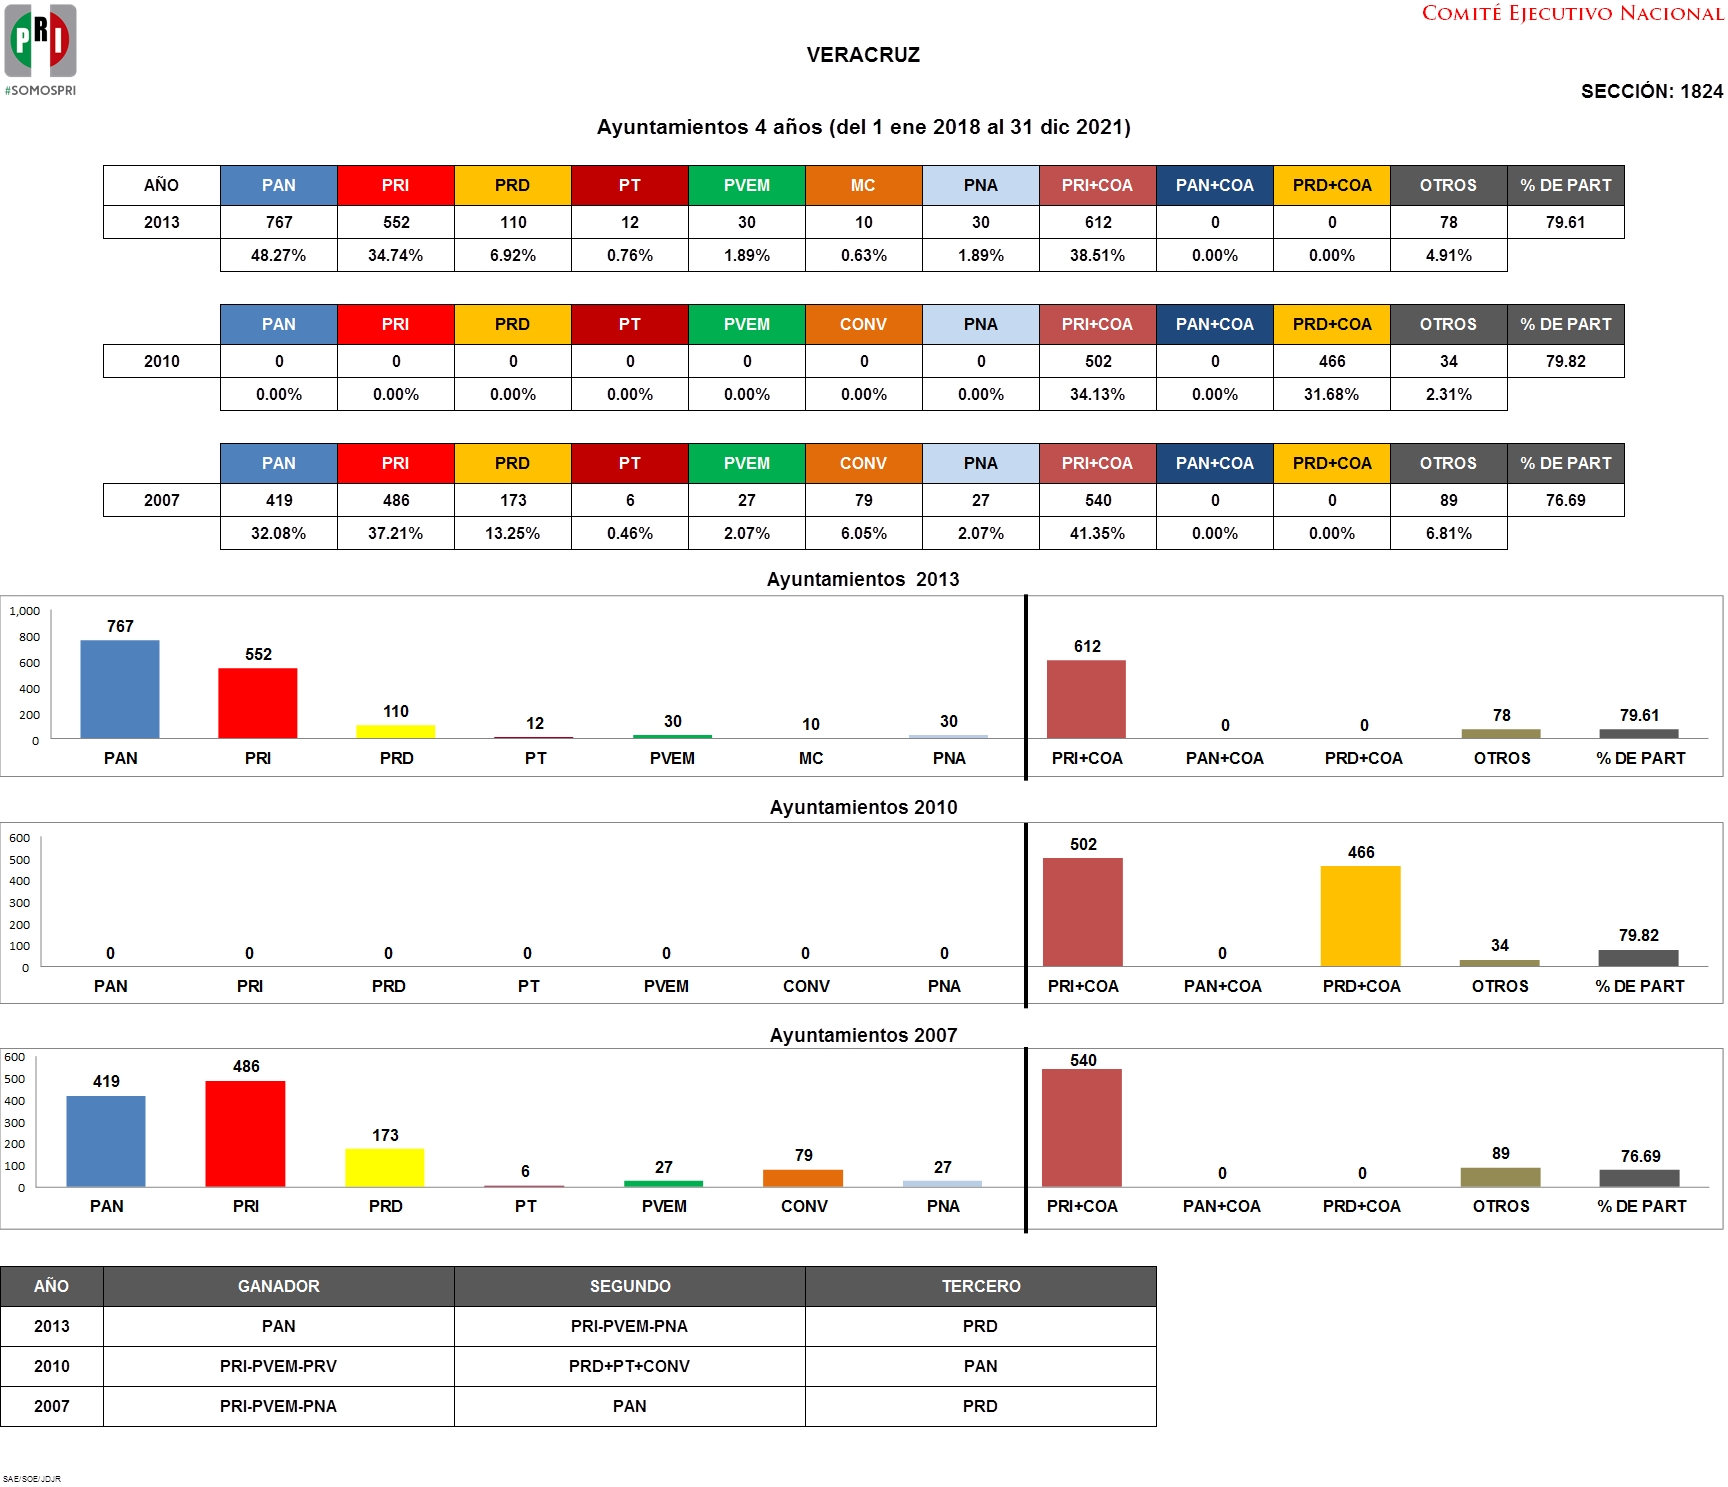 PRI
#SOMOSPRI
COMITÉ EJECUTIVO NACIONAL
VERACRUZ
SECCIÓN: 1824
Ayuntamientos 4 años (del 1 ene 2018 al 31 dic 2021)
AÑO PAN PRI PRD PT PVEM MC PNA PRI+COA PAN+COA PRD+COA OTROS % DE PART
2013 767 552 110 12 30 10 30 612 0 0 78 79.61
48.27% 34.74% 6.92% 0.76% 1.89% 0.63% 1.89% 38.51% 0.00% 0.00% 4.91%
PAN PRI PRD PT PVEM CONV PNA PRI+COA PAN+COA PRD+COA OTROS % DE PART
2010 0 0 0 0 0 0 0 502 0 466 34 79.82
0.00% 0.00% 0.00% 0.00% 0.00% 0.00% 0.00% 34.13% 0.00% 31.68% 2.31%
PAN PRI PRD PT PVEM CONV PNA PRI+COA PAN+COA PRD+COA OTROS % DE PART
2007 419 486 173 6 27 79 27 540 0 0 89 76.69
32.08% 37.21% 13.25% 0.46% 2.07% 6.05% 2.07% 41.35% 0.00% 0.00% 6.81%
Ayuntamientos 2013
1,000
800
600
400
200
0
767 552 110 12 30 10 30 612 0 0 78 79.61
PAN PRI PRD PT PVEM MC PNA PRI+COA PAN+COA PRD+COA OTROS % DE PART
Ayuntamientos 2010
600
500
400
300
200
100
0
0 0 0 0 0 0 0 502 0 466 34 79.82
PAN PRI PRD PT PVEM CONV PNA PRI+COA PAN+COA PRD+COA OTROS % DE PART
Ayuntamientos 2007
600
500
400
300
200
100
0
419 486 173 6 27 79 27 540 0 0 89 76.69
PAN PRI PRD PT PVEM CONV PNA PRI+COA PAN+COA PRD+COA OTROS % DE PART
AÑO GANADOR SEGUNDO TERCERO
2013 PAN PRI-PVEM-PNA PRD
2010 PRI-PVEM-PRV PRD+PT+CONV PAN
2007 PRI-PVEM-PNA PAN PRD
SAE/SOE/JDJR